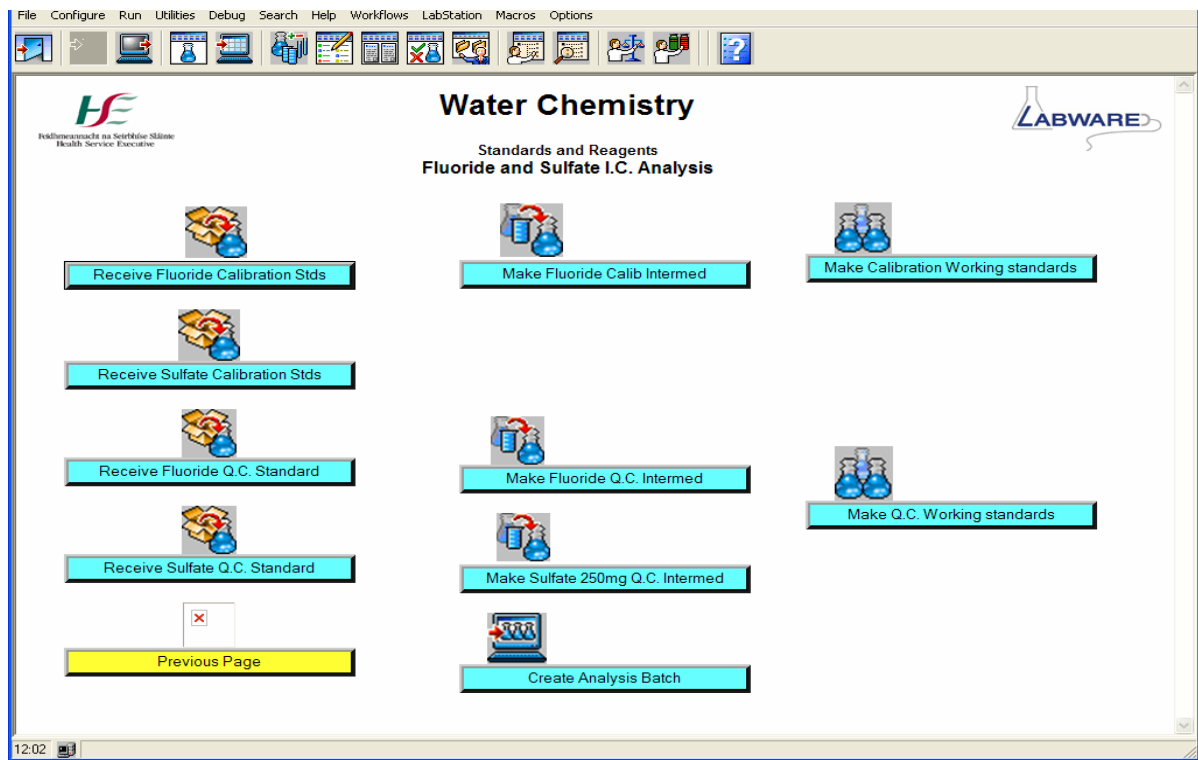 File Configure Run Utilities Debug Search Help Workflows LabStation Macros Options
Feidhmeannacht na Seirbhíse Sláinte
Health Service Executive
Water Chemistry
LABWARE
Standards and Reagents
Fluoride and Sulfate I.C. Analysis
Receive Fluoride Calibration Stds
Make Fluoride Calib Intermed
Make Calibration Working standards
Receive Sulfate Calibration Stds
Receive Fluoride Q.C. Standard
Make Fluoride Q.C. Intermed
Make Q.C. Working standards
Receive Sulfate Q.C. Standard
Make Sulfate 250mg Q.C. Intermed
Previous Page
Create Analysis Batch
12:02